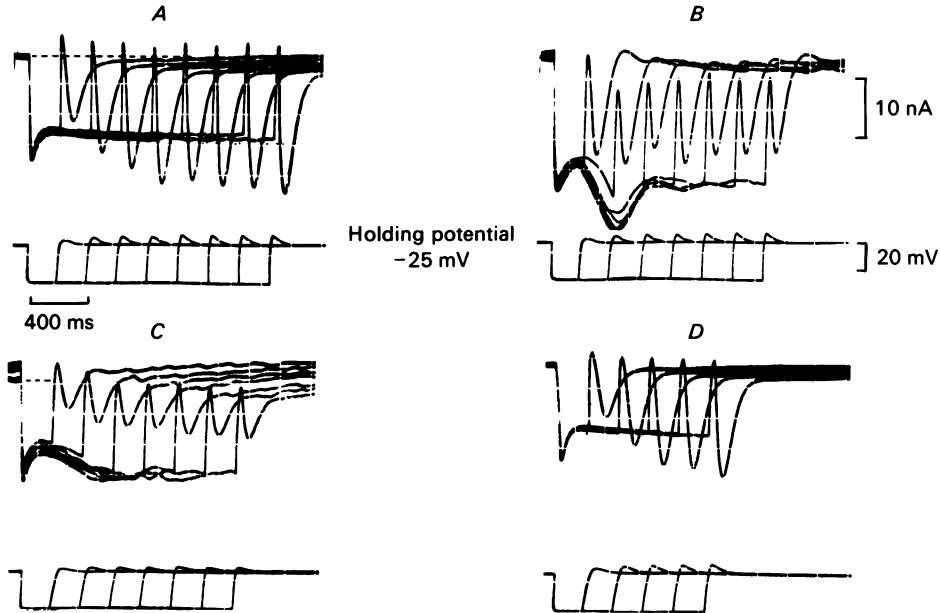 A
B
10 nA
Holding potential
−25 mV
20 mV
400 ms
C
D